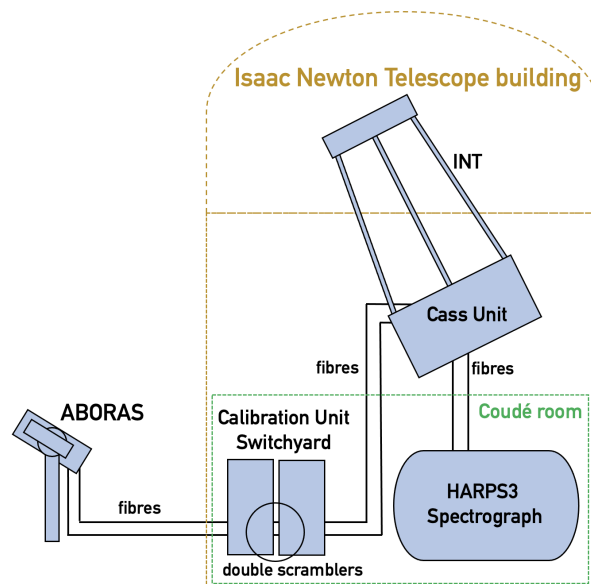 Isaac Newton Telescope building
INT
Cass Unit
fibres
fibres
ABORAS
Calibration Unit
Switchyard
Coudé room
HARPS3
Spectrograph
fibres
double scramblers